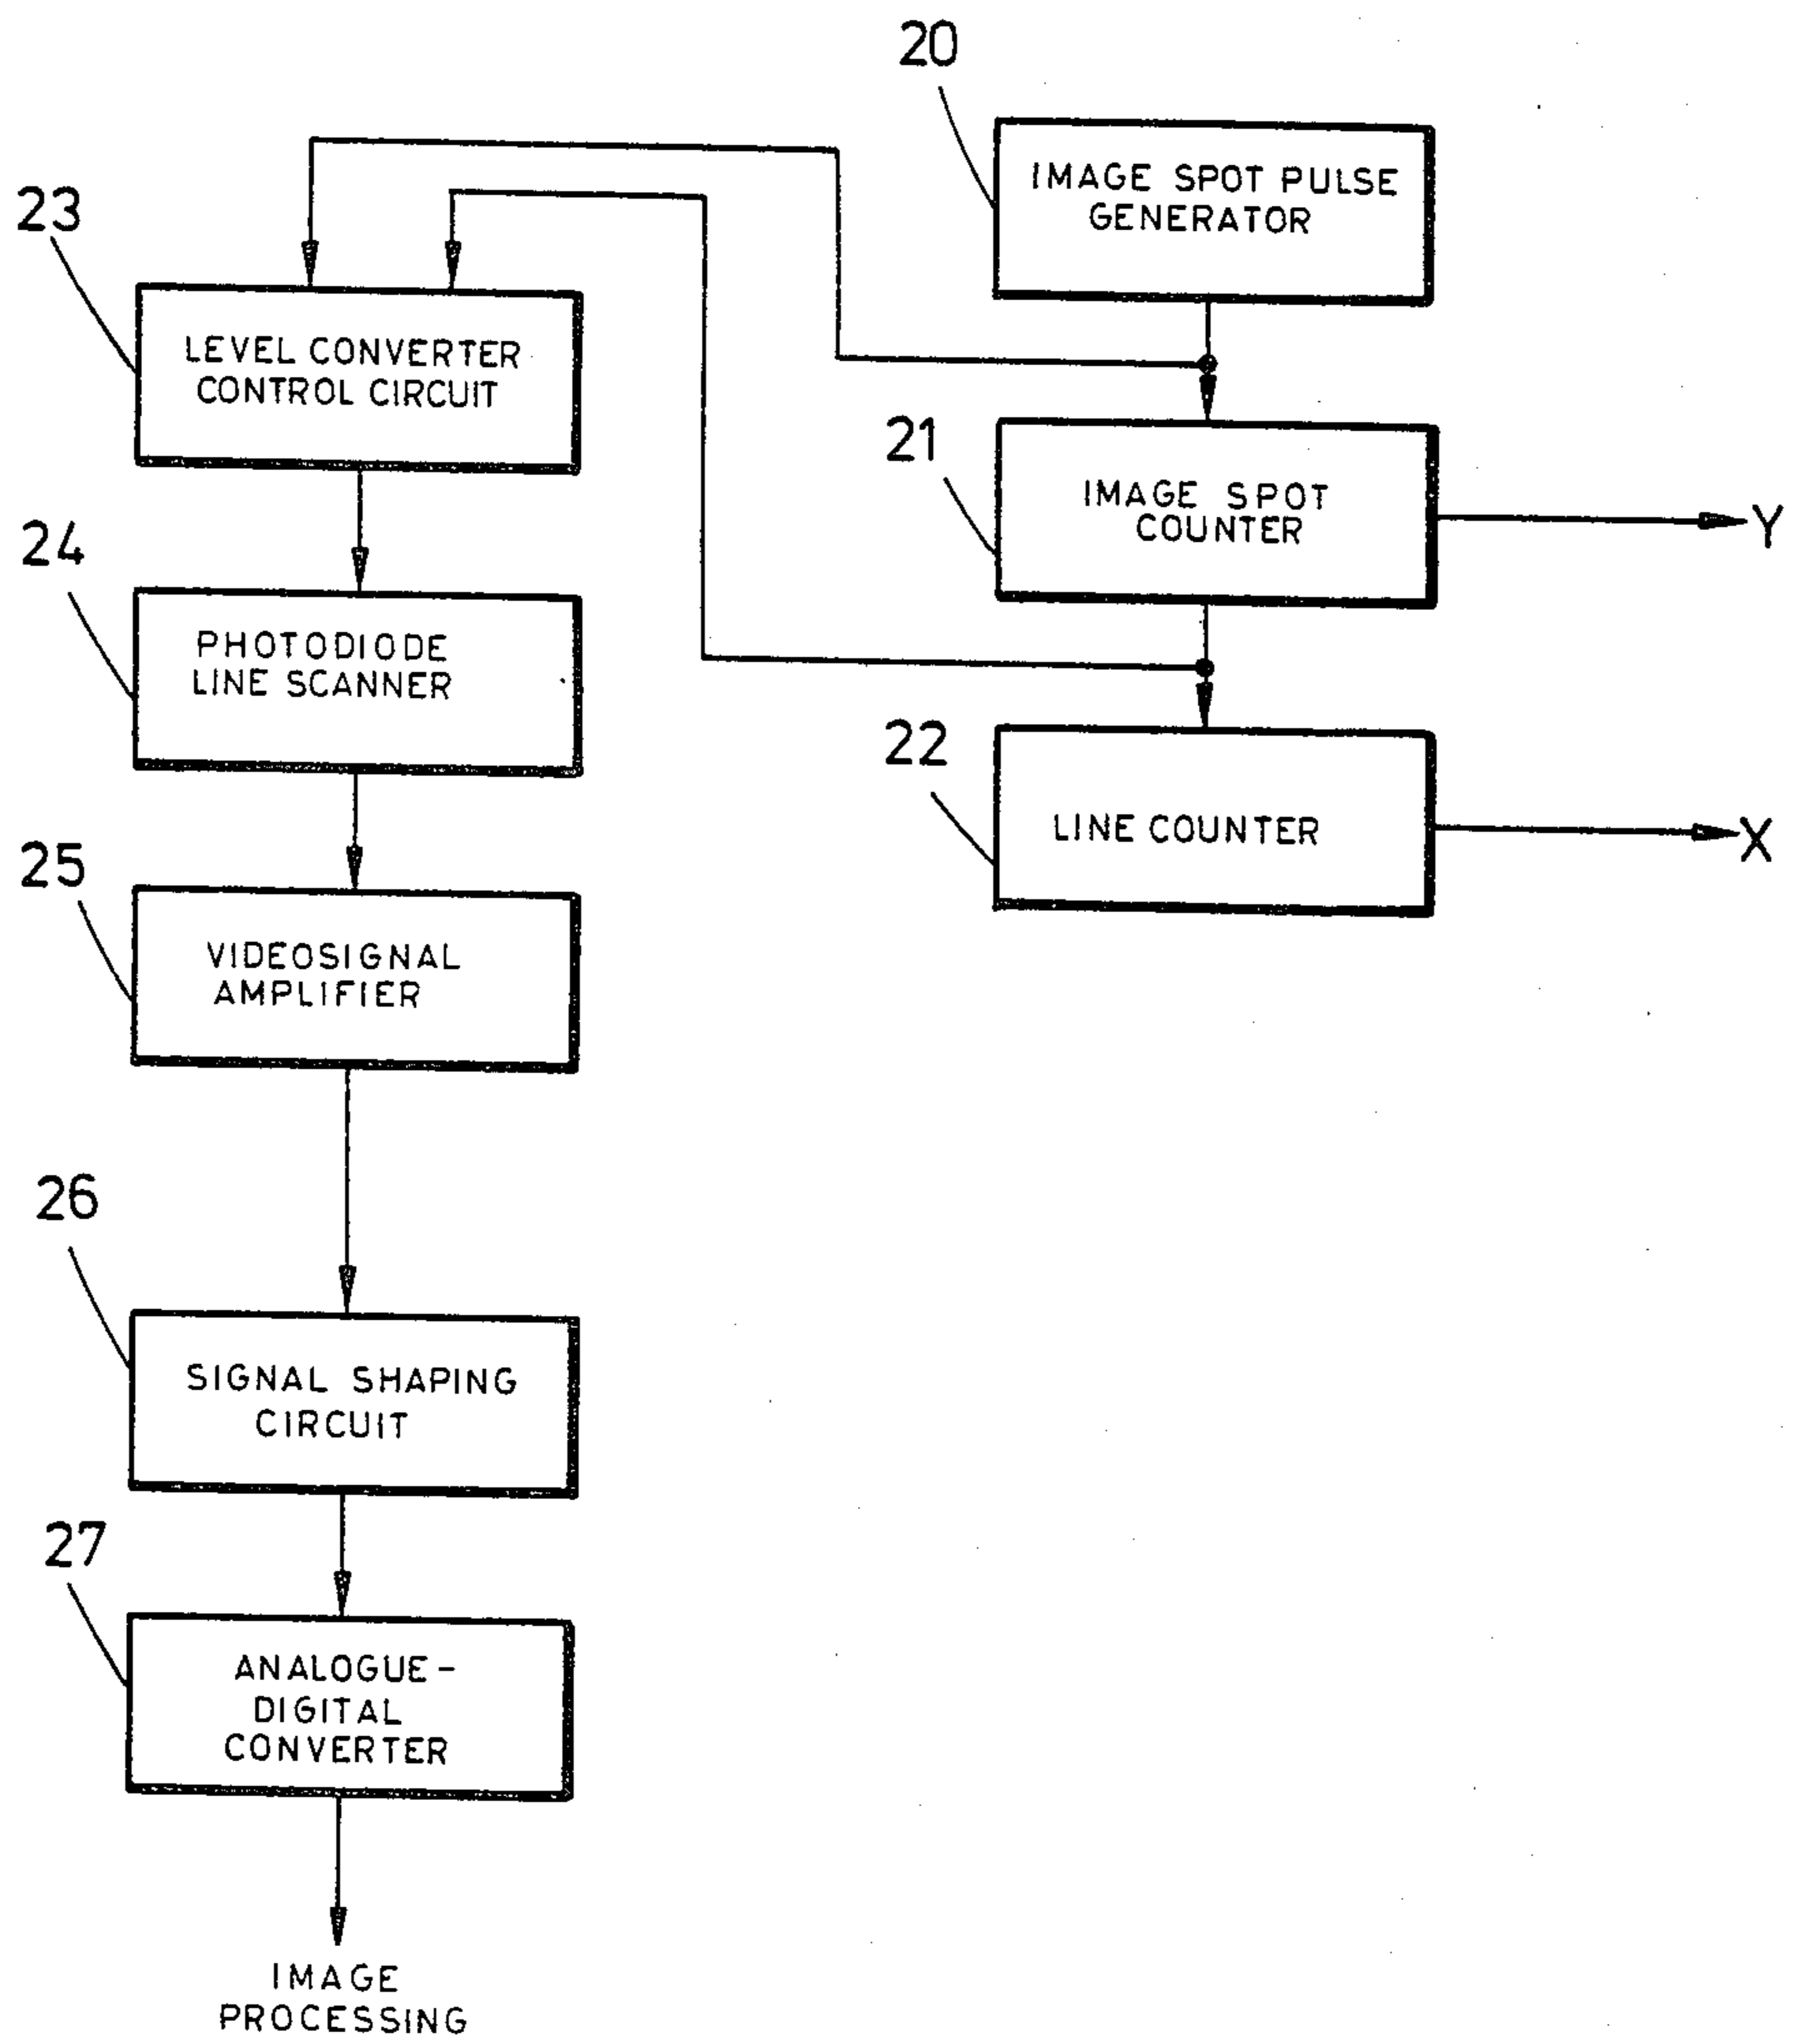 20
IMAGE SPOT PULSE
GENERATOR
23
LEVEL CONVERTER
CONTROL CIRCUIT
21
IMAGE SPOT
COUNTER
Y
24
PHOTODIODE
LINE SCANNER
22
LINE COUNTER
X
25
VIDEOSIGNAL
AMPLIFIER
26
SIGNAL SHAPING
CIRCUIT
27
ANALOGUE-
DIGITAL
CONVERTER
IMAGE
PROCESSING